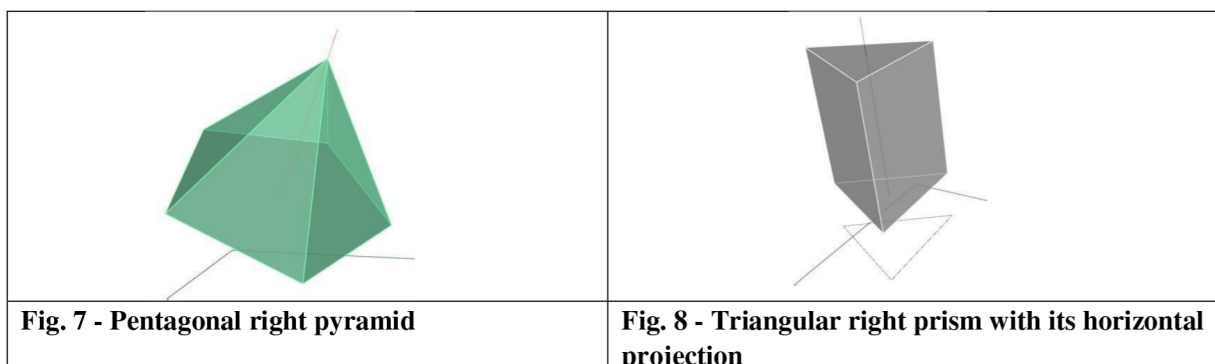 Fig. 7 - Pentagonal right pyramid
Fig. 8 - Triangular right prism with its horizontal
projection